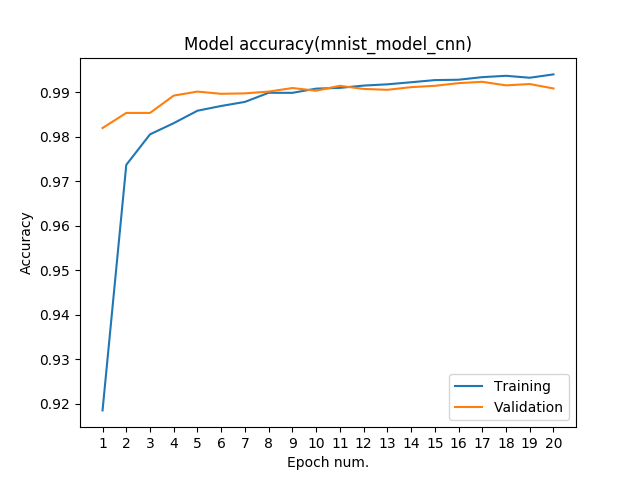 Model accuracy(mnist_model_cnn)
Accuracy
0.99
0.98
0.97
0.96
0.95
0.94
0.93
0.92
Training
Validation
1 2 3 4 5 6 7 8 9 10 11 12 13 14 15 16 17 18 19 20
Epoch num.